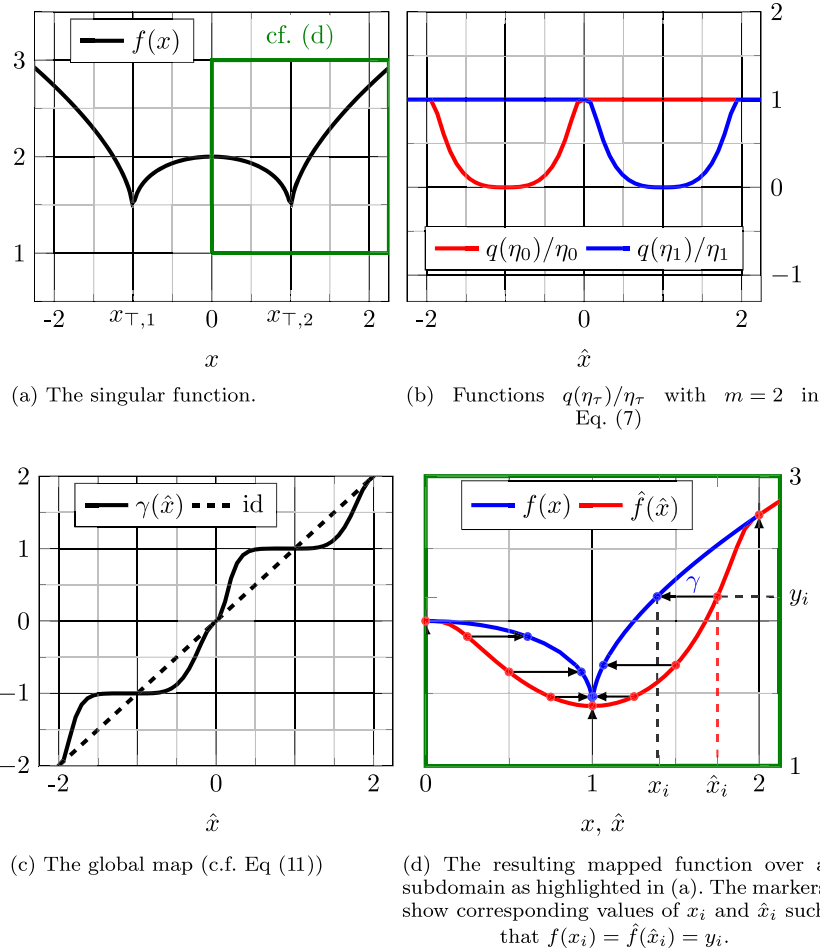 f(x)
cf. (d)
3
2
1
-2
x⊤,1
0
x⊤,2
2
x
(a) The singular function.
2
1
0
−1
q(η0)/η0
q(η1)/η1
-2
0
2
x̂
(b) Functions q(ητ)/ητ with m = 2 in
Eq. (7)
γ(x̂)
id
2
1
0
−1
−2
-2
0
2
x̂
(c) The global map (c.f. Eq (11))
f(x)
f̂(x̂)
γ
3
yi
1
0
1
xi
x̂i
2
x, x̂
(d) The resulting mapped function over a
subdomain as highlighted in (a). The markers
show corresponding values of xi and x̂i such
that f(xi) = f̂(x̂i) = yi.